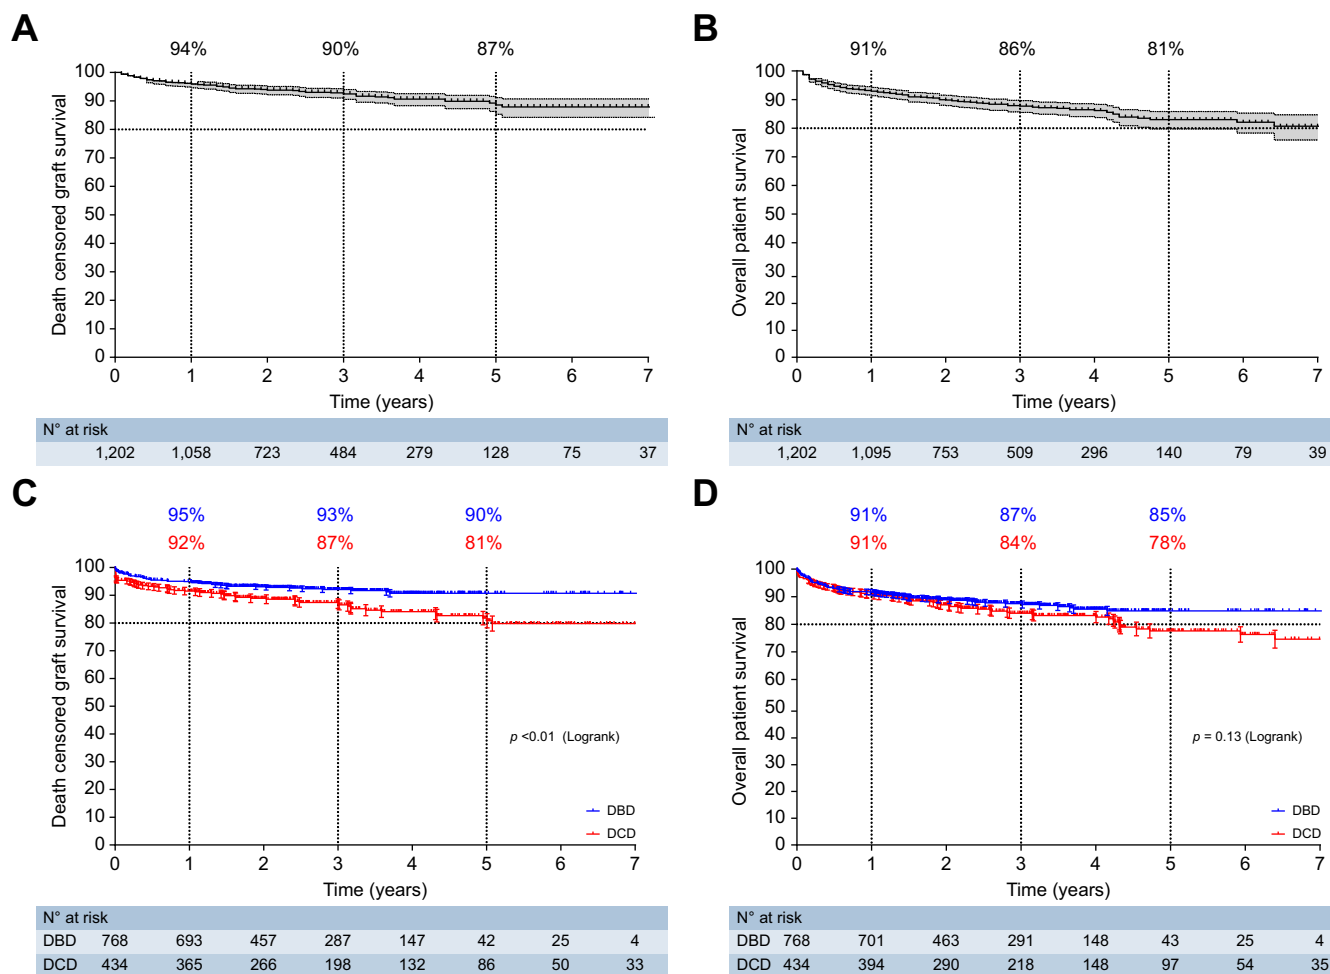 A
94% 90% 87%
Death censored graft survival
100
90
80
70
60
50
40
30
20
10
0
0 1 2 3 4 5 6 7
Time (years)
N° at risk
1,202 1,058 723 484 279 128 75 37
B
91% 86% 81%
Overall patient survival
100
90
80
70
60
50
40
30
20
10
0
0 1 2 3 4 5 6 7
Time (years)
N° at risk
1,202 1,095 753 509 296 140 79 39
C
95% 93% 90%
92% 87% 81%
Death censored graft survival
100
90
80
70
60
50
40
30
20
10
0
p <0.01 (Logrank)
DBD
DCD
0 1 2 3 4 5 6 7
Time (years)
N° at risk
DBD 768 693 457 287 147 42 25 4
DCD 434 365 266 198 132 86 50 33
D
91% 87% 85%
91% 84% 78%
Overall patient survival
100
90
80
70
60
50
40
30
20
10
0
p = 0.13 (Logrank)
DBD
DCD
0 1 2 3 4 5 6 7
Time (years)
N° at risk
DBD 768 701 463 291 148 43 25 4
DCD 434 394 290 218 148 97 54 35